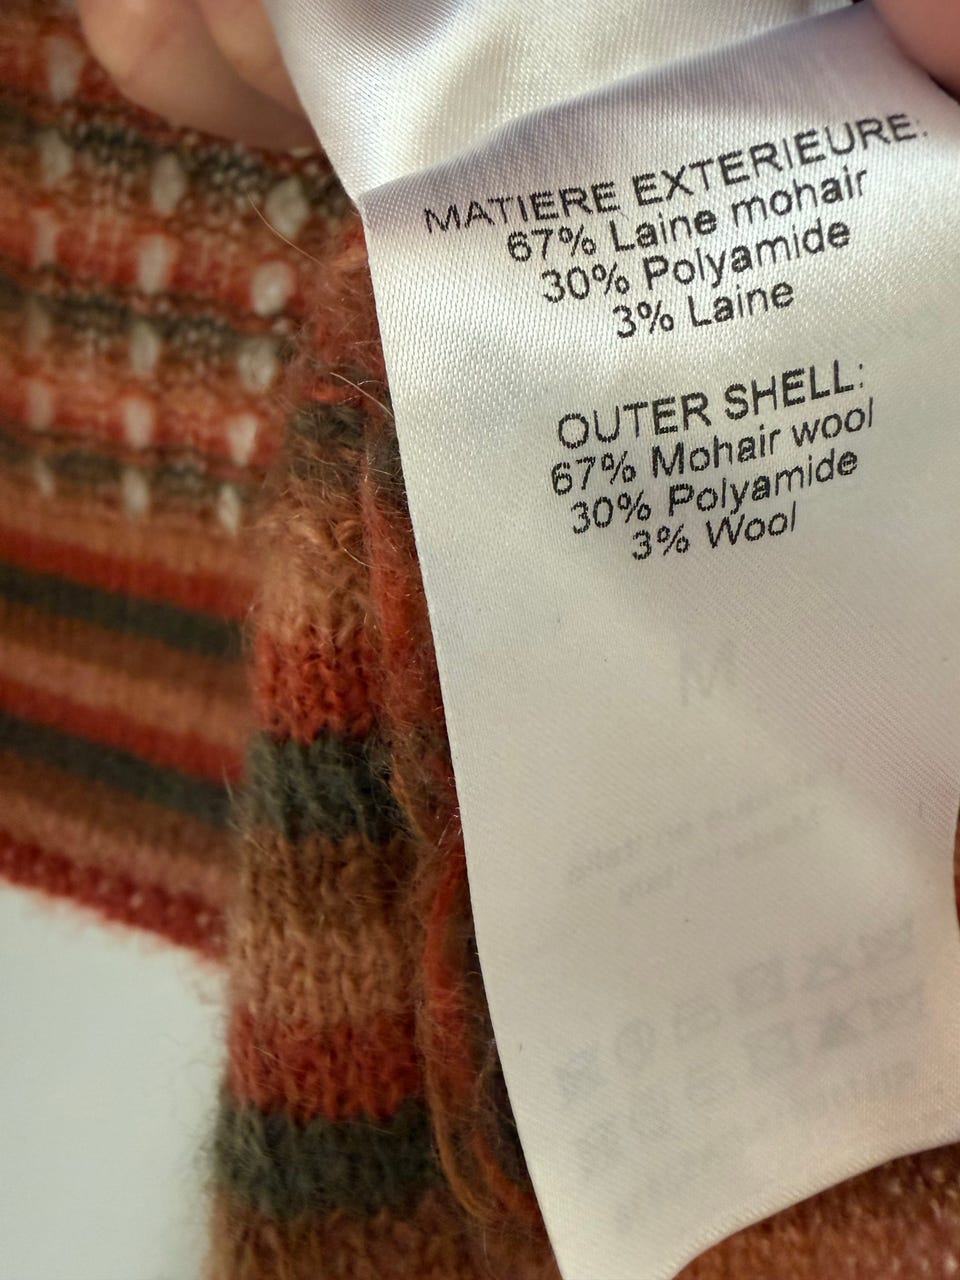 MATIERE EXTERIEURE:
67% Laine mohair
30% Polyamide
3% Laine
OUTER SHELL:
67% Mohair wool
30% Polyamide
3% Wool
M